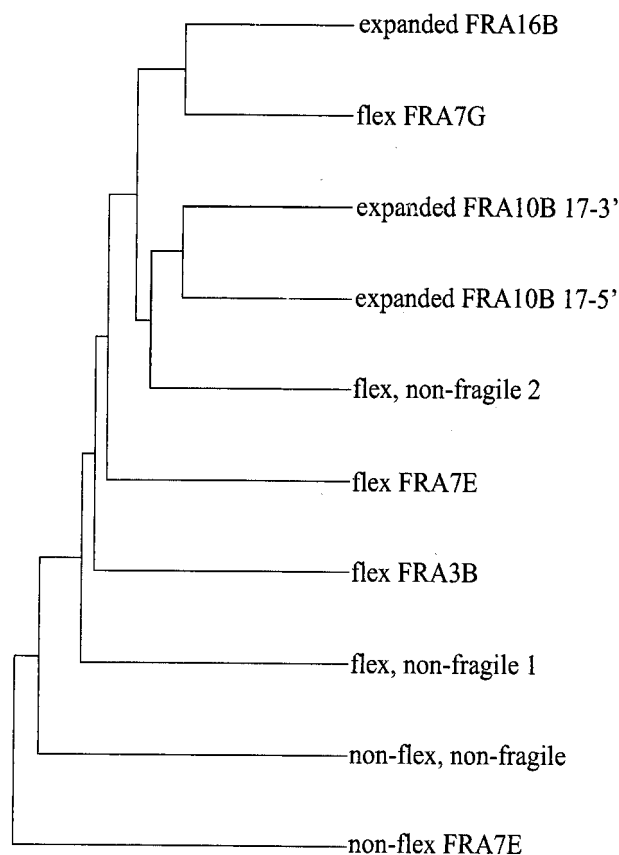 expanded FRA16B
flex FRA7G
expanded FRA10B 17-3'
expanded FRA10B 17-5'
flex, non-fragile 2
flex FRA7E
flex FRA3B
flex, non-fragile 1
non-flex, non-fragile
non-flex FRA7E